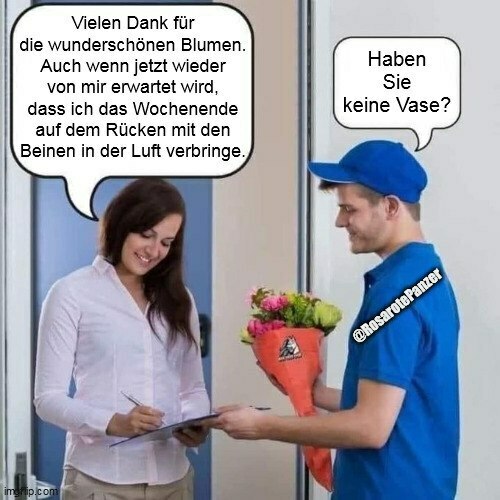 Vielen Dank für
die wunderschönen Blumen.
Auch wenn jetzt wieder
von mir erwartet wird,
dass ich das Wochenende
auf dem Rücken mit den
Beinen in der Luft verbringe.
Haben
Sie
keine Vase?
@RosarotePanzer
imgflip.com